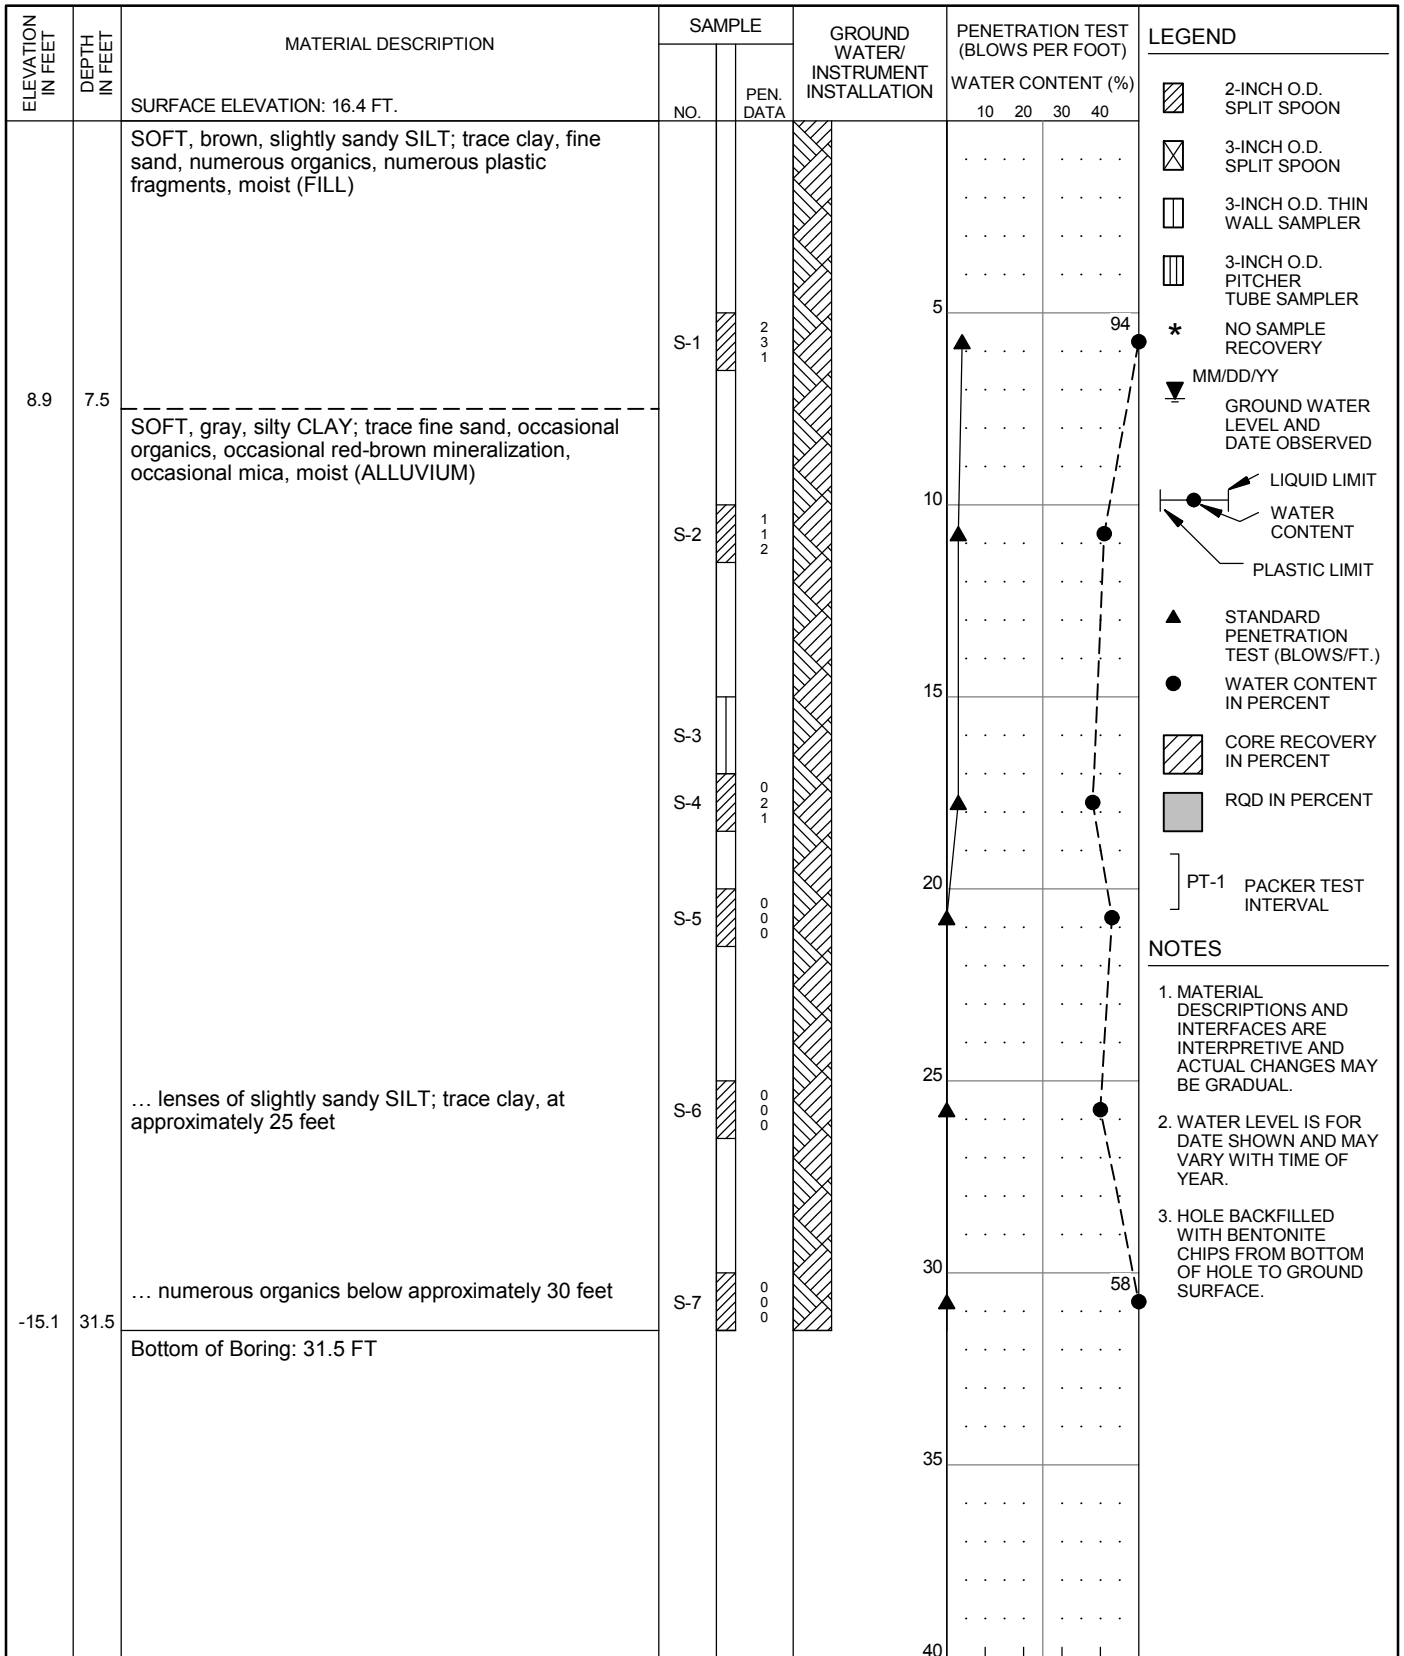 ELEVATION
IN FEET
DEPTH
IN FEET
MATERIAL DESCRIPTION
SURFACE ELEVATION: 16.4 FT.
SAMPLE
NO.
PEN.
DATA
GROUND
WATER/
INSTRUMENT
INSTALLATION
PENETRATION TEST
(BLOWS PER FOOT)
WATER CONTENT (%)
10 20 30 40
SOFT, brown, slightly sandy SILT; trace clay, fine
sand, numerous organics, numerous plastic
fragments, moist (FILL)
5
S-1
2
3
1
94
8.9 7.5
SOFT, gray, silty CLAY; trace fine sand, occasional
organics, occasional red-brown mineralization,
occasional mica, moist (ALLUVIUM)
10
S-2
1
1
2
15
S-3
S-4
0
2
1
20
S-5
0
0
0
25
... lenses of slightly sandy SILT; trace clay, at
approximately 25 feet
S-6
0
0
0
30
... numerous organics below approximately 30 feet
S-7
0
0
0
58
-15.1 31.5
Bottom of Boring: 31.5 FT
35
40
LEGEND
2-INCH O.D.
SPLIT SPOON
3-INCH O.D.
SPLIT SPOON
3-INCH O.D. THIN
WALL SAMPLER
3-INCH O.D.
PITCHER
TUBE SAMPLER
* NO SAMPLE
RECOVERY
MM/DD/YY
GROUND WATER
LEVEL AND
DATE OBSERVED
LIQUID LIMIT
WATER
CONTENT
PLASTIC LIMIT
STANDARD
PENETRATION
TEST (BLOWS/FT.)
WATER CONTENT
IN PERCENT
CORE RECOVERY
IN PERCENT
RQD IN PERCENT
PT-1 PACKER TEST
INTERVAL
NOTES
1. MATERIAL
DESCRIPTIONS AND
INTERFACES ARE
INTERPRETIVE AND
ACTUAL CHANGES MAY
BE GRADUAL.
2. WATER LEVEL IS FOR
DATE SHOWN AND MAY
VARY WITH TIME OF
YEAR.
3. HOLE BACKFILLED
WITH BENTONITE
CHIPS FROM BOTTOM
OF HOLE TO GROUND
SURFACE.